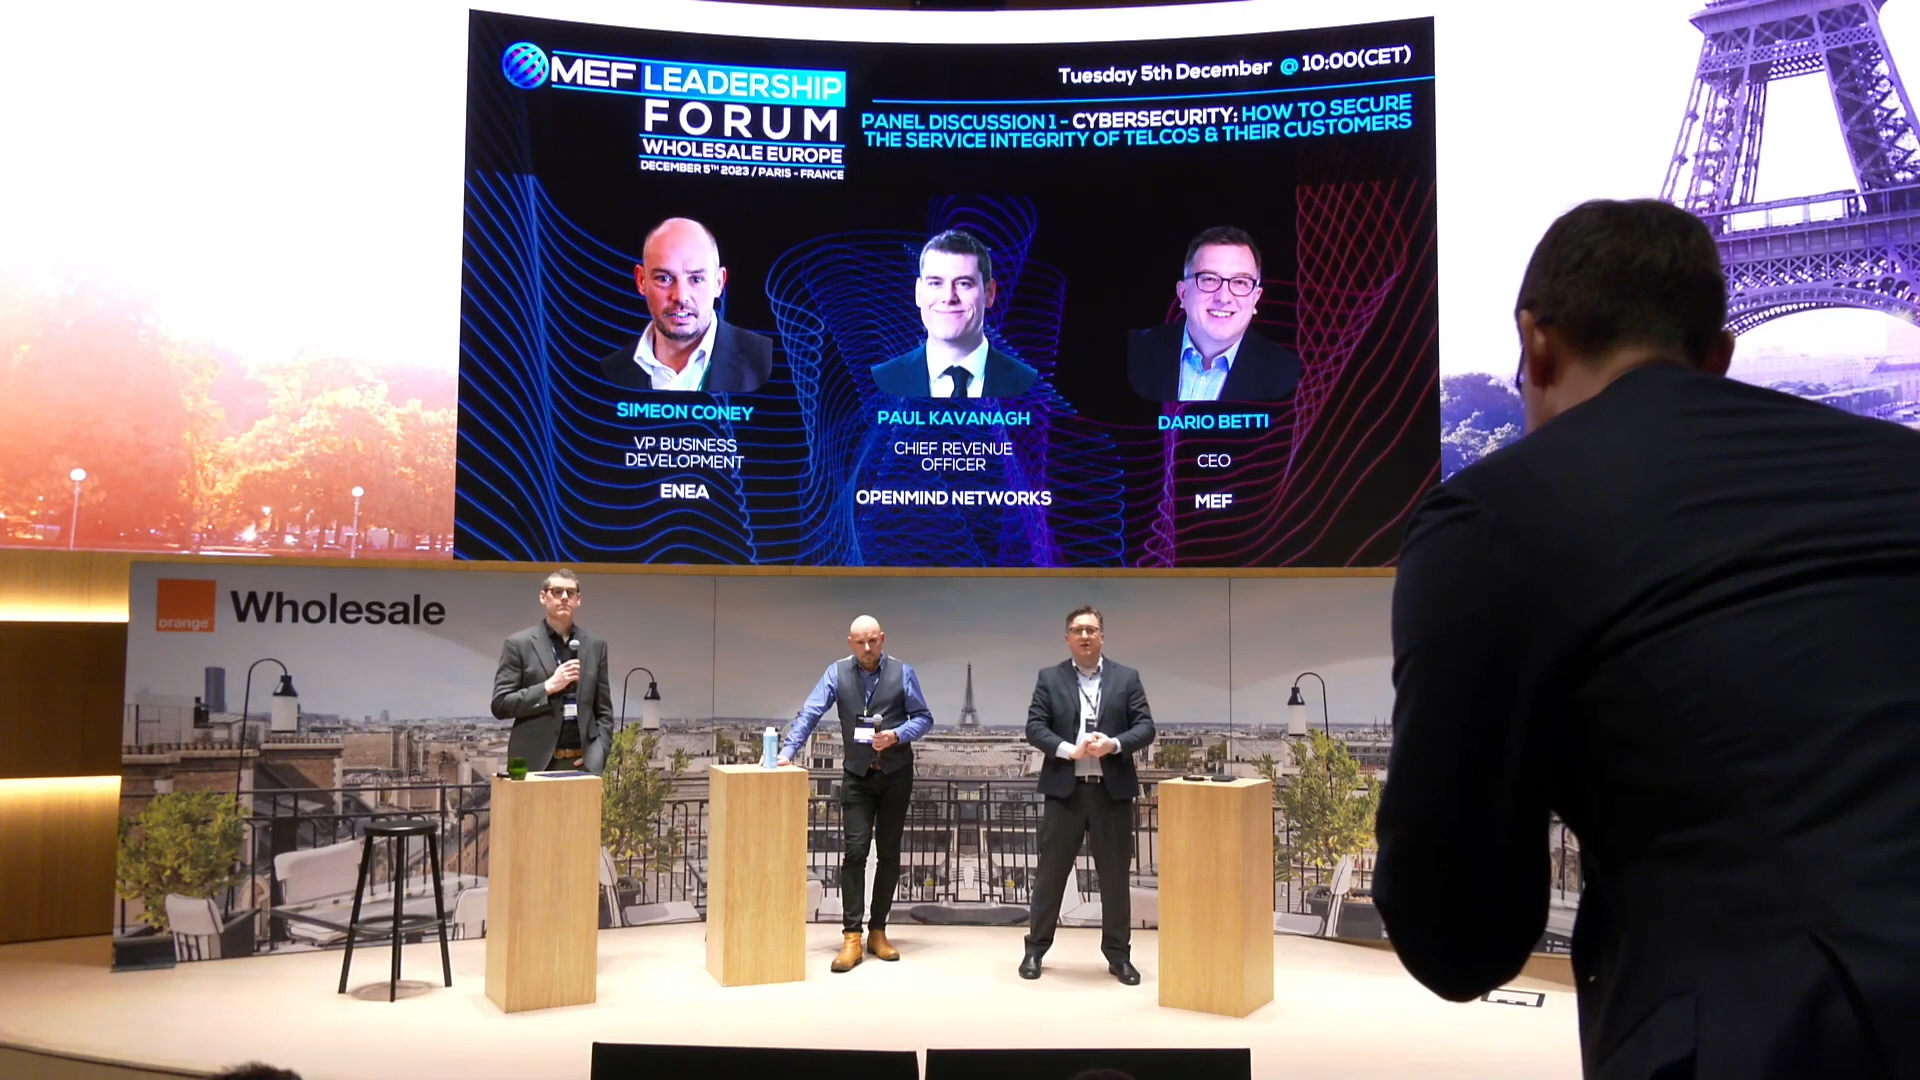 MEF LEADERSHIP
FORUM
WHOLESALE EUROPE
DECEMBER 5TH 2023 / PARIS - FRANCE
Tuesday 5th December @ 10:00(CET)
PANEL DISCUSSION 1 - CYBERSECURITY: HOW TO SECURE
THE SERVICE INTEGRITY OF TELCOS & THEIR CUSTOMERS
SIMEON CONEY
VP BUSINESS
DEVELOPMENT
ENEA
PAUL KAVANAGH
CHIEF REVENUE
OFFICER
OPENMIND NETWORKS
DARIO BETTI
CEO
MEF
orange™
Wholesale